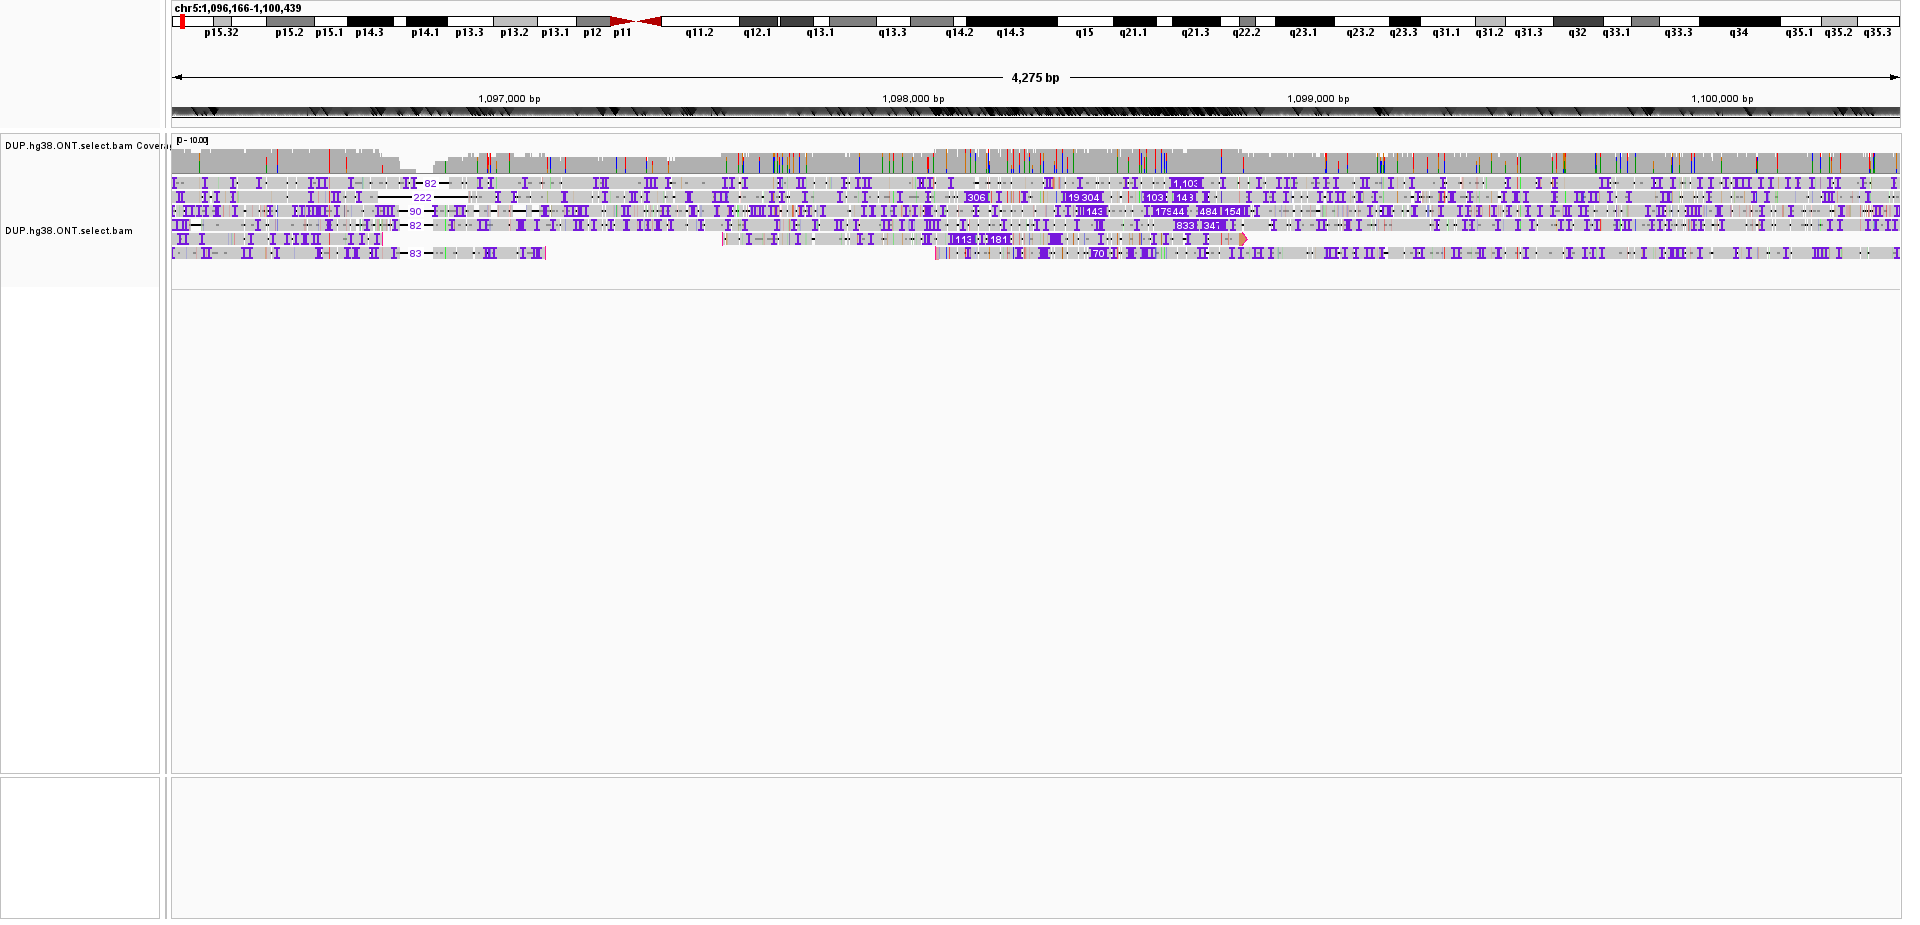 chr5:1,096,166-1,100,439
p15.32 p15.2 p15.1 p14.3 p14.1 p13.3 p13.2 p13.1 p12 p11 q11.2 q12.1 q13.1 q13.3 q14.2 q14.3 q15 q21.1 q21.3 q22.2 q23.1 q23.2 q23.3 q31.1 q31.2 q31.3 q32 q33.1 q33.3 q34 q35.1 q35.2 q35.3
4,275 bp
1,097,000 bp 1,098,000 bp 1,099,000 bp 1,100,000 bp
[0 - 10.00]
DUP.hg38.ONT.select.bam Covera
82 1,103
222 306 119 304 103 148
90 143 484 154
DUP.hg38.ONT.select.bam
82 833 347
113 181
83 70